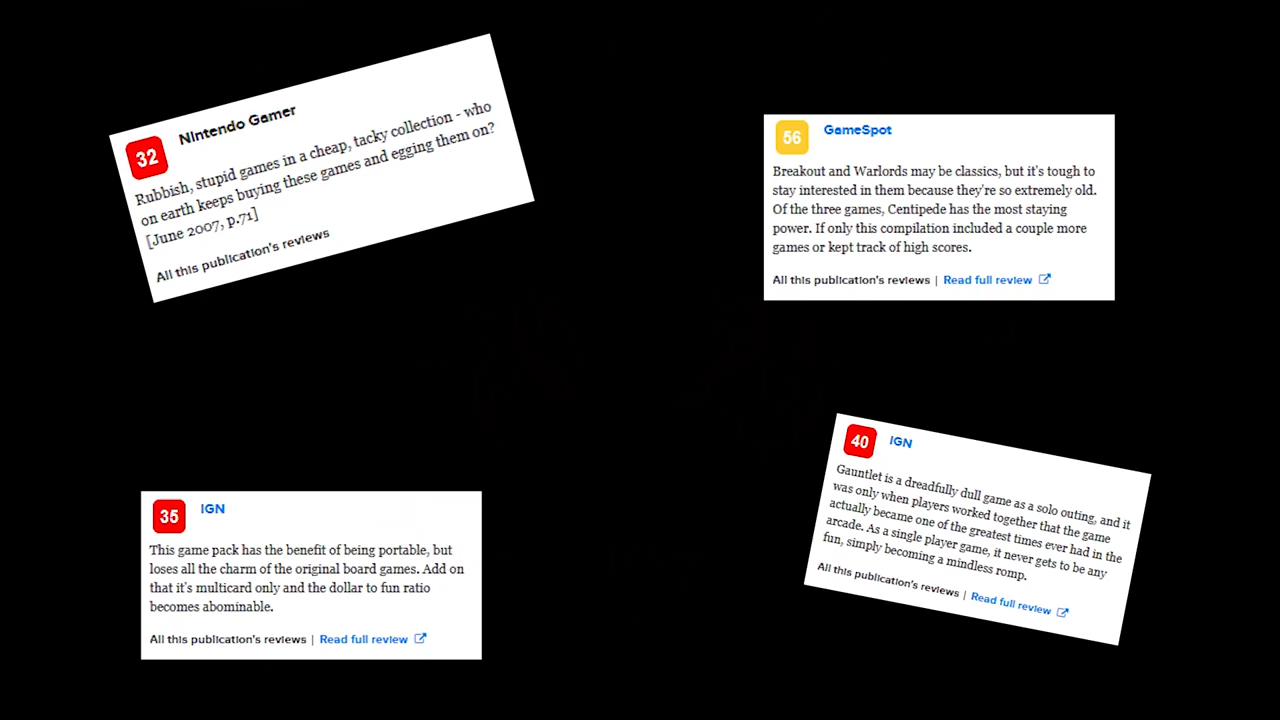 32
Nintendo Gamer
Rubbish, stupid games in a cheap, tacky collection - who
on earth keeps buying these games and egging them on?
[June 2007, p.71]
All this publication's reviews
56
GameSpot
Breakout and Warlords may be classics, but it's tough to
stay interested in them because they're so extremely old.
Of the three games, Centipede has the most staying
power. If only this compilation included a couple more
games or kept track of high scores.
All this publication's reviews | Read full review
35
IGN
This game pack has the benefit of being portable, but
loses all the charm of the original board games. Add on
that it's multicard only and the dollar to fun ratio
becomes abominable.
All this publication's reviews | Read full review
40
IGN
Gauntlet is a dreadfully dull game as a solo outing, and it
was only when players worked together that the game
actually became one of the greatest times ever had in the
arcade. As a single player game, it never gets to be any
fun, simply becoming a mindless romp.
All this publication's reviews | Read full review